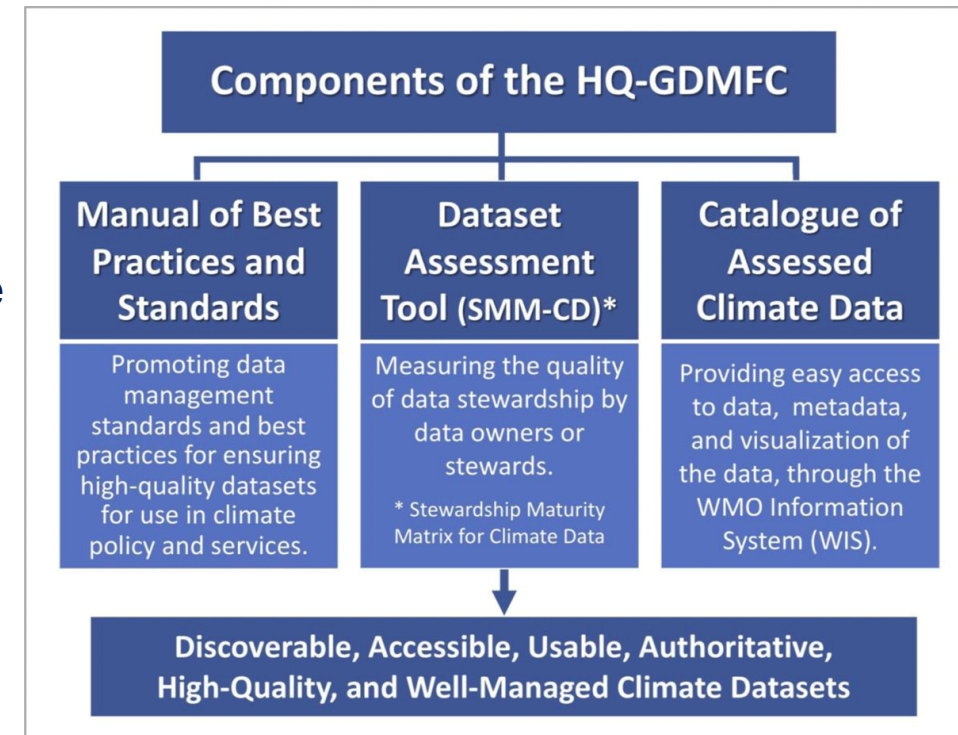 Components of the HQ-GDMFC
Manual of Best
Practices and
Standards
Promoting data
management
standards and best
practices for ensuring
high-quality datasets
for use in climate
policy and services.
Dataset
Assessment
Tool (SMM-CD)*
Measuring the quality
of data stewardship by
data owners or
stewards.
* Stewardship Maturity
Matrix for Climate Data
Catalogue of
Assessed
Climate Data
Providing easy access
to data, metadata,
and visualization of
the data, through the
WMO Information
System (WIS).
Discoverable, Accessible, Usable, Authoritative,
High-Quality, and Well-Managed Climate Datasets